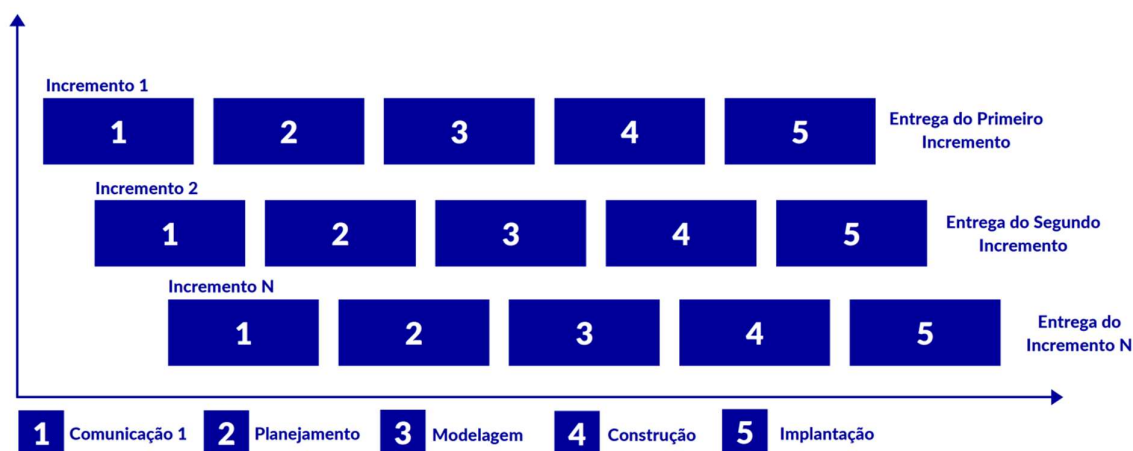 Incremento 1
1 2 3 4 5
Entrega do Primeiro
Incremento
Incremento 2
1 2 3 4 5
Entrega do Segundo
Incremento
Incremento N
1 2 3 4 5
Entrega do
Incremento N
1 Comunicação 1 2 Planejamento 3 Modelagem 4 Construção 5 Implantação